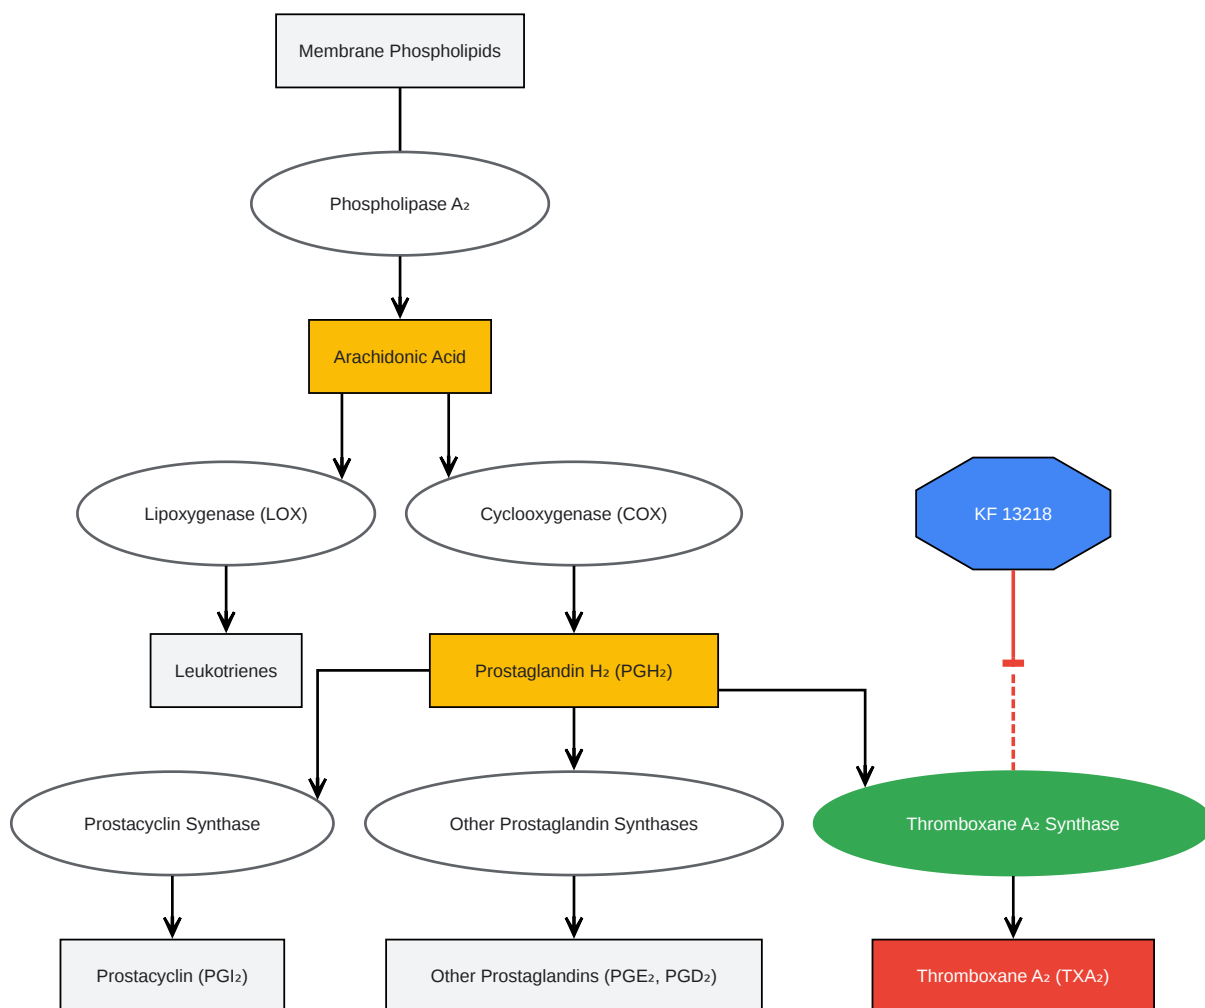 Membrane Phospholipids
Phospholipase A₂
Arachidonic Acid
Lipoxygenase (LOX)
Cyclooxygenase (COX)
KF 13218
Leukotrienes
Prostaglandin H₂ (PGH₂)
Prostacyclin Synthase
Other Prostaglandin Synthases
Thromboxane A₂ Synthase
Prostacyclin (PGI₂)
Other Prostaglandins (PGE₂, PGD₂)
Thromboxane A₂ (TXA₂)